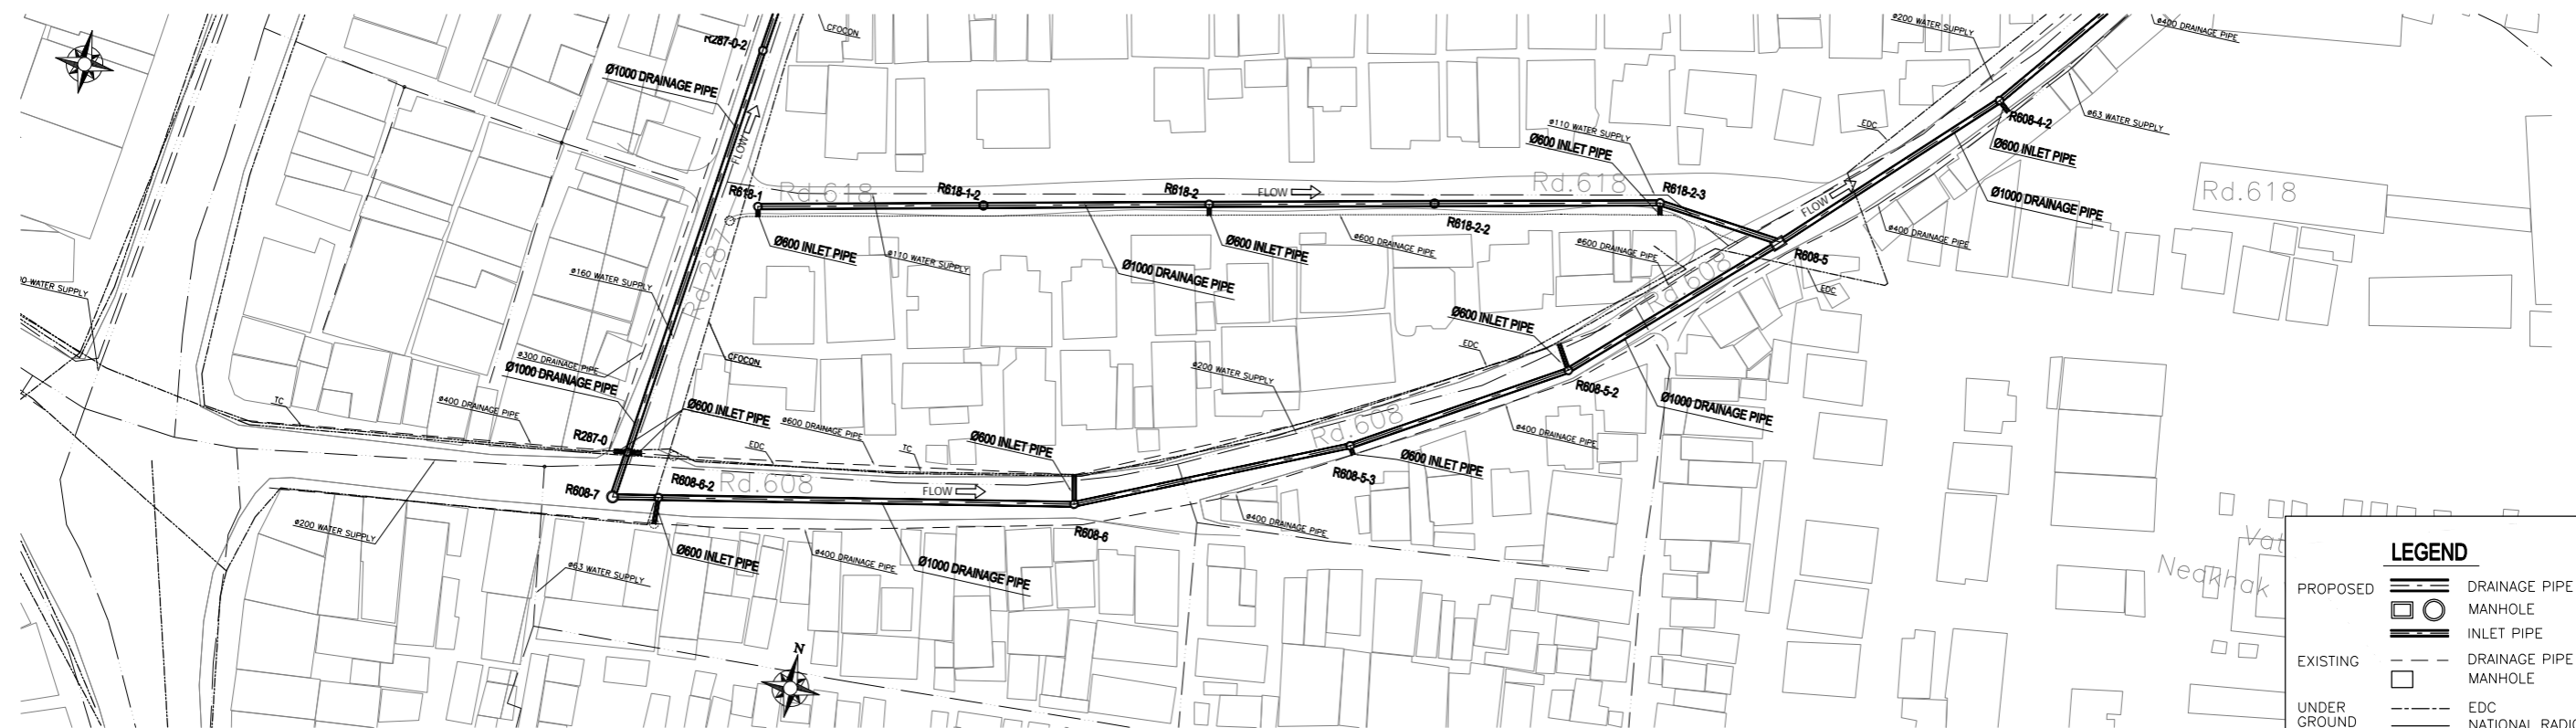 CFOCON
ø200 WATER SUPPLY
ø400 DRAINAGE PIPE
R287-0-2
Ø1000 DRAINAGE PIPE
ø63 WATER SUPPLY
R608-4-2
EDC
ø110 WATER SUPPLY
Ø600 INLET PIPE
Ø600 INLET PIPE
FLOW
R618-1
Rd.618
R618-1-2
R618-2
FLOW
Rd.618
R618-2-3
FLOW
Ø1000 DRAINAGE PIPE
Rd.618
Ø600 INLET PIPE
ø110 WATER SUPPLY
Ø600 INLET PIPE
ø600 DRAINAGE PIPE
R618-2-2
ø600 DRAINAGE PIPE
R608-5
ø400 DRAINAGE PIPE
Rd.287
ø160 WATER SUPPLY
Ø1000 DRAINAGE PIPE
Rd.608
EDC
0 WATER SUPPLY
Ø600 INLET PIPE
ø300 DRAINAGE PIPE
CFOCON
EDC
Ø1000 DRAINAGE PIPE
ø200 WATER SUPPLY
R608-5-2
TC
ø400 DRAINAGE PIPE
Ø600 INLET PIPE
ø600 DRAINAGE PIPE
Ø1000 DRAINAGE PIPE
R287-0
EDC
TC
Ø600 INLET PIPE
Rd.608
ø400 DRAINAGE PIPE
Ø600 INLET PIPE
R608-5-3
R608-7
R608-6-2
Rd.608
FLOW
ø200 WATER SUPPLY
R608-6
ø400 DRAINAGE PIPE
Ø600 INLET PIPE
ø63 WATER SUPPLY
ø400 DRAINAGE PIPE
Ø1000 DRAINAGE PIPE
Vat
Neakhak
N
LEGEND
PROPOSED
DRAINAGE PIPE
MANHOLE
INLET PIPE
EXISTING
DRAINAGE PIPE
MANHOLE
UNDER
GROUND
EDC
NATIONAL RADIO